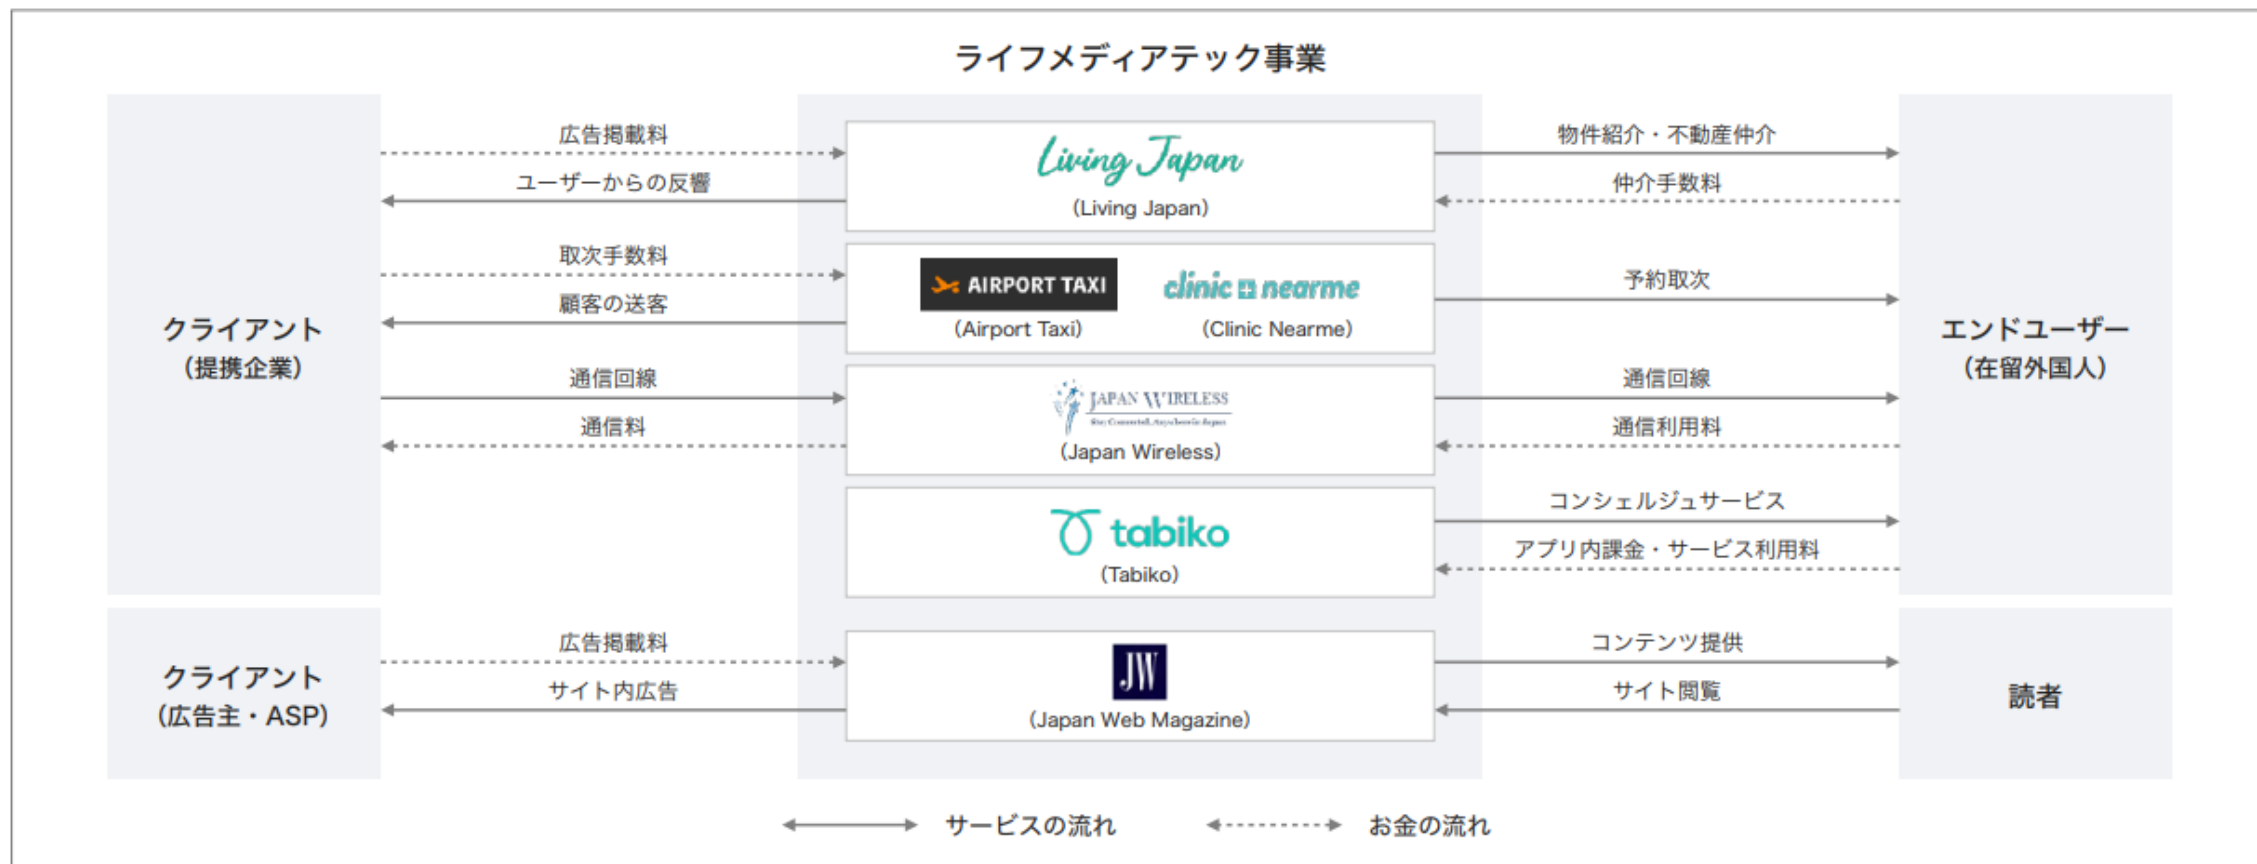 ライフメディアテック事業
クライアント
（提携企業）
広告掲載料
ユーザーからの反響
取次手数料
顧客の送客
通信回線
通信料
Living Japan
（Living Japan）
AIRPORT TAXI
（Airport Taxi）
clinic nearme
（Clinic Nearme）
JAPAN WIRELESS
Stay Connected, Anywhere in Japan
（Japan Wireless）
tabiko
（Tabiko）
物件紹介・不動産仲介
仲介手数料
予約取次
通信回線
通信利用料
コンシェルジュサービス
アプリ内課金・サービス利用料
エンドユーザー
（在留外国人）
クライアント
（広告主・ASP）
広告掲載料
サイト内広告
JW
（Japan Web Magazine）
コンテンツ提供
サイト閲覧
読者
サービスの流れ
お金の流れ